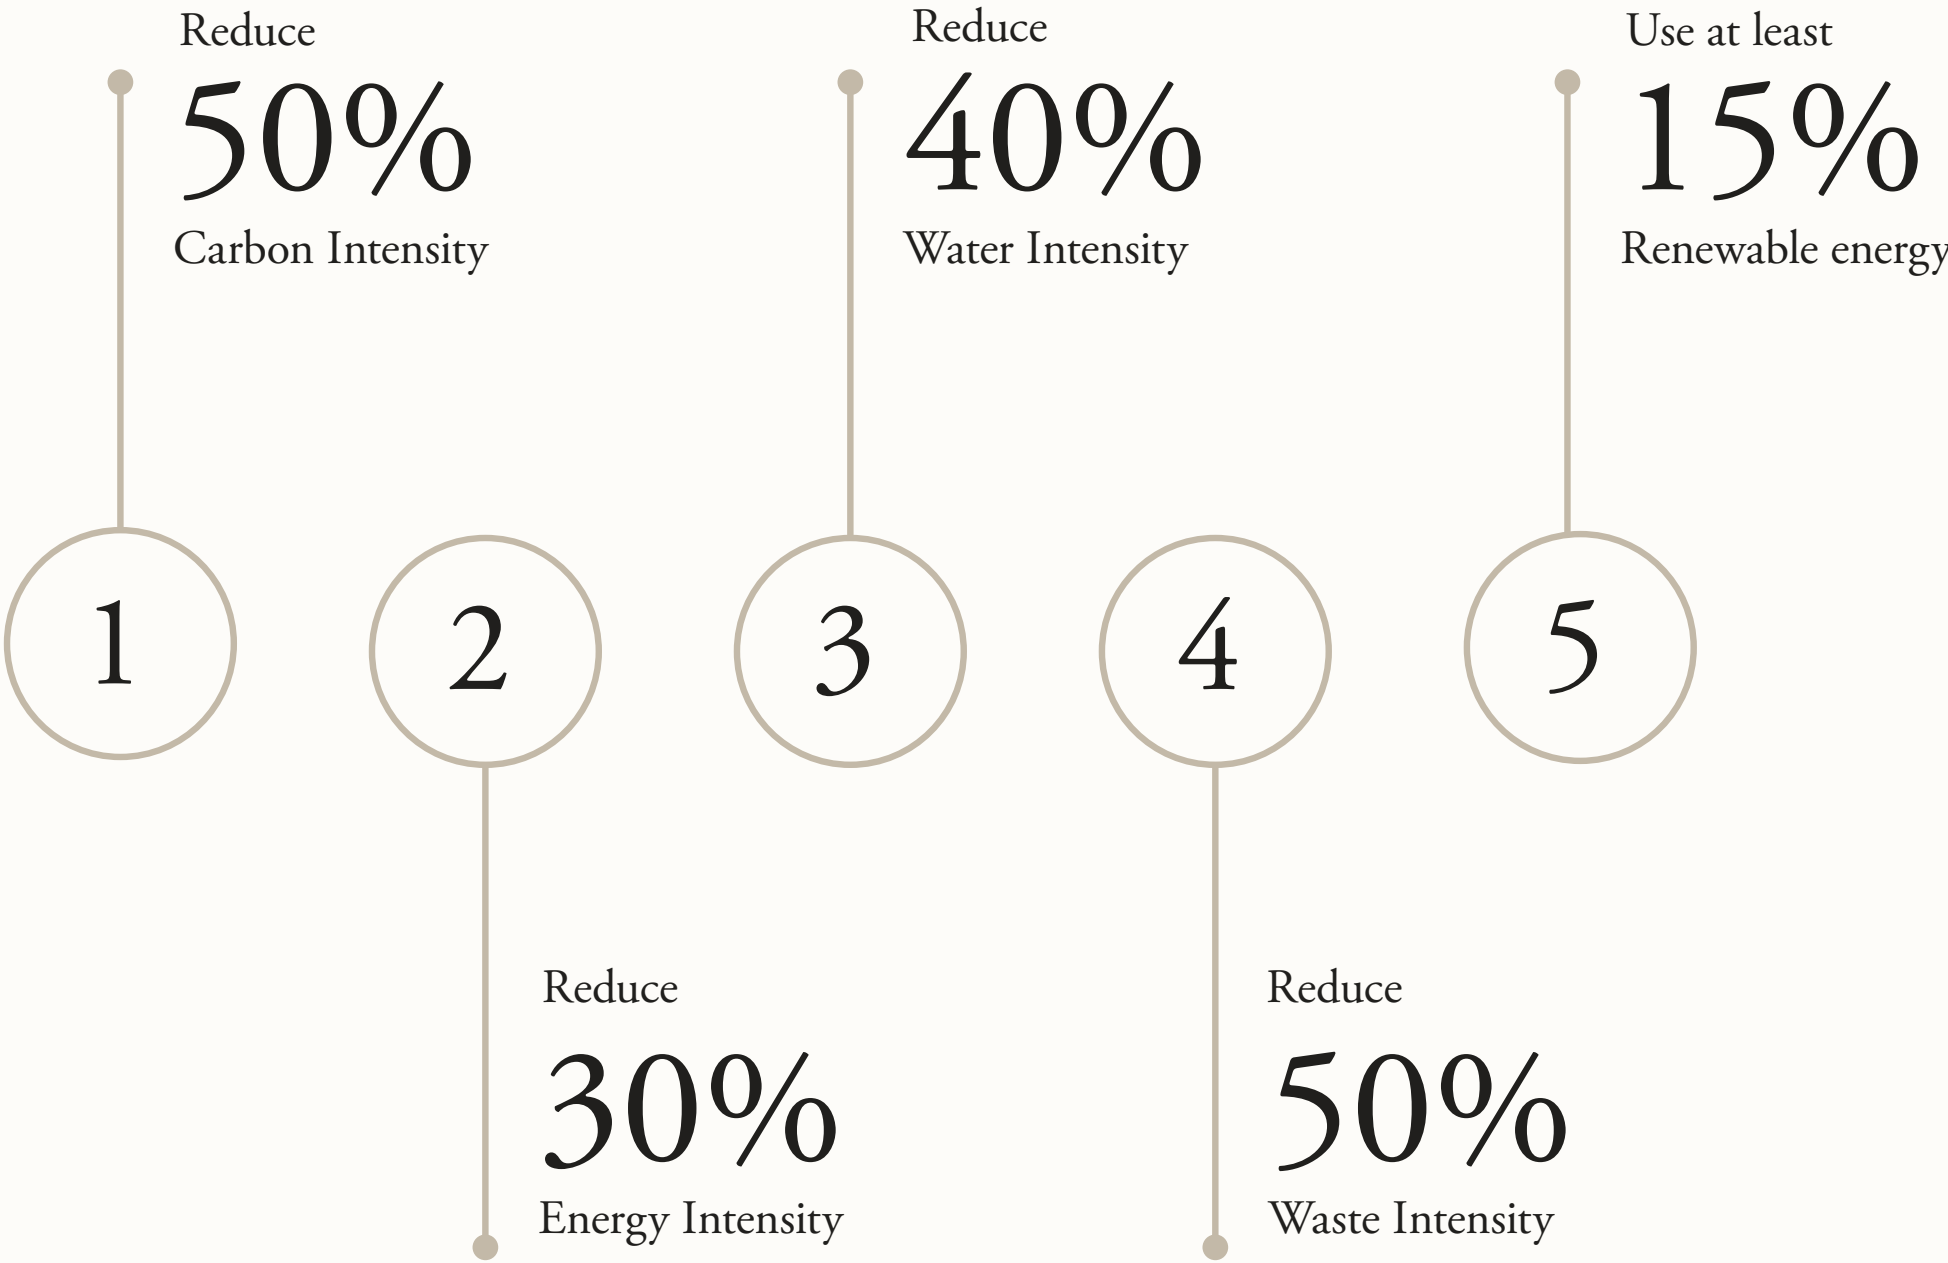 Reduce
50%
Carbon Intensity
Reduce
40%
Water Intensity
Use at least
15%
Renewable energy
1
2
3
4
5
Reduce
30%
Energy Intensity
Reduce
50%
Waste Intensity